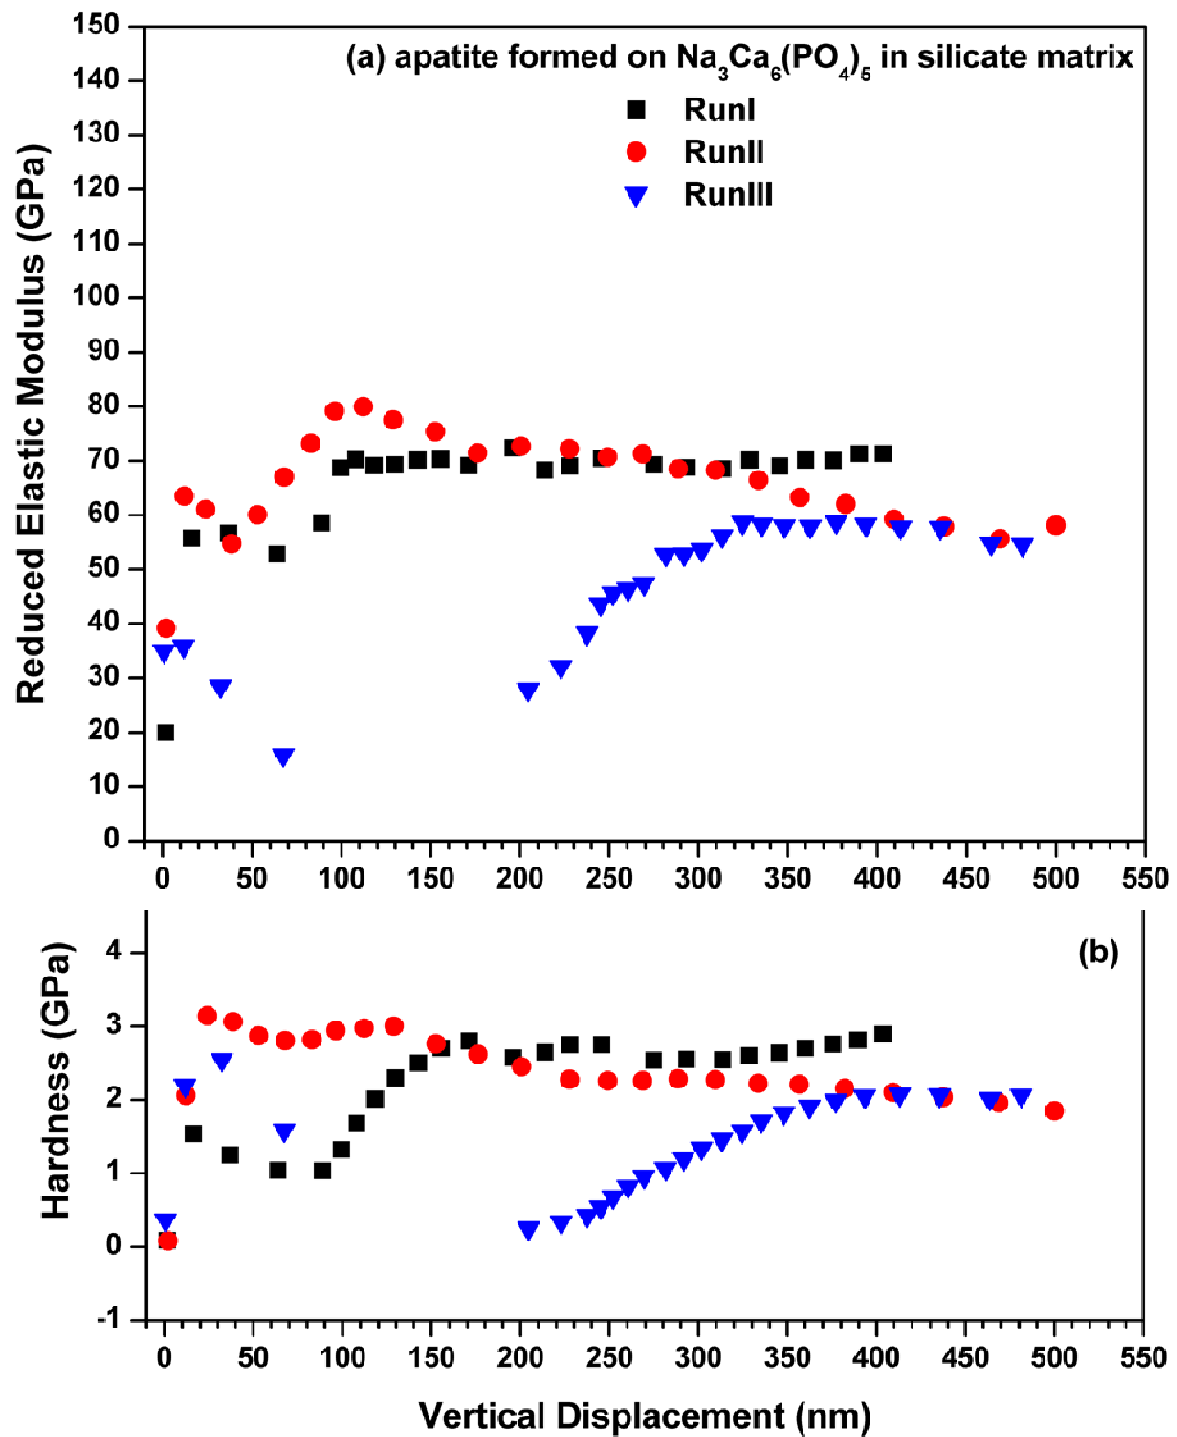 (a) apatite formed on Na₃Ca₆(PO₄)₅ in silicate matrix
RunI
RunII
RunIII
Reduced Elastic Modulus (GPa)
150
140
130
120
110
100
90
80
70
60
50
40
30
20
10
0
0 50 100 150 200 250 300 350 400 450 500 550
(b)
Hardness (GPa)
4
3
2
1
0
-1
0 50 100 150 200 250 300 350 400 450 500 550
Vertical Displacement (nm)